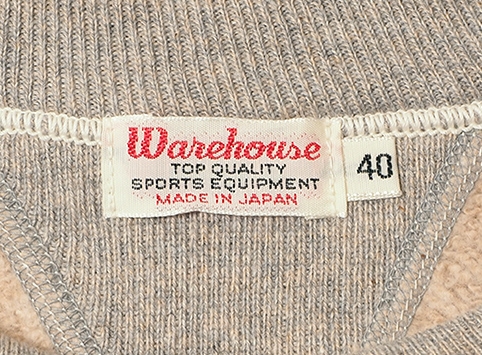 Warehouse
TOP QUALITY
SPORTS EQUIPMENT
MADE IN JAPAN
40